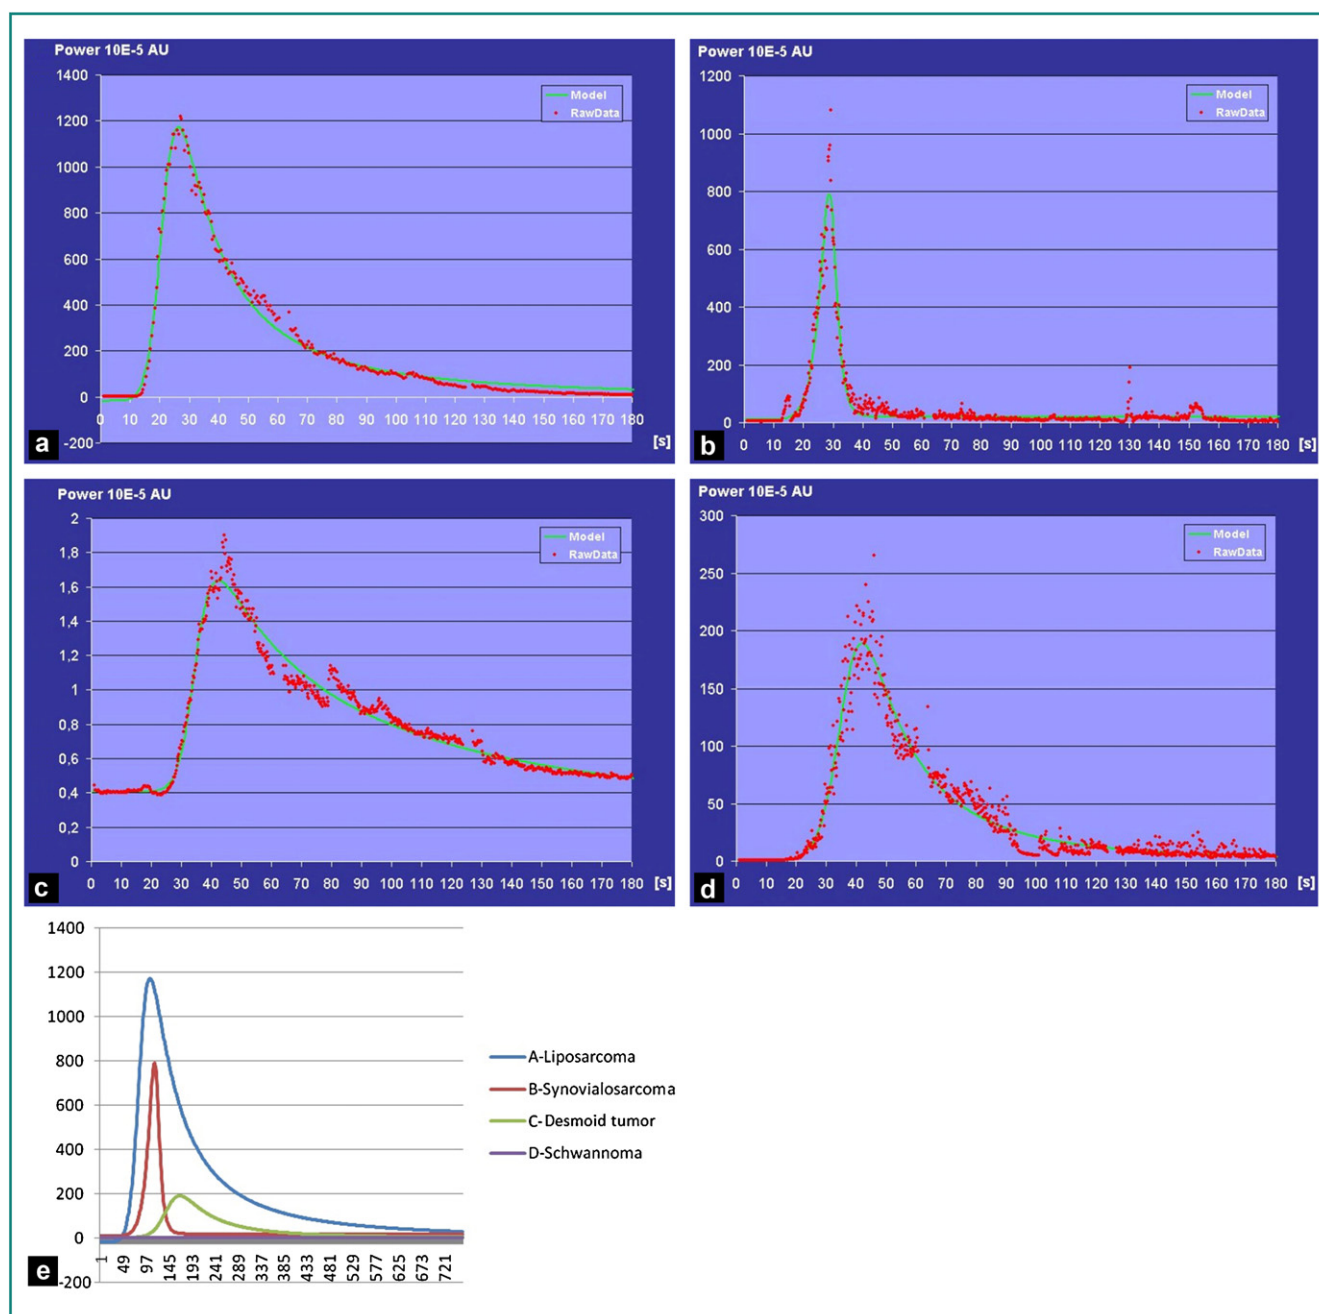 Power 10E-5 AU
1400
1200
1000
800
600
400
200
0
-200
0 10 20 30 40 50 60 70 80 90 100 110 120 130 140 150 160 170 180 [s]
Model
RawData
a
Power 10E-5 AU
1200
1000
800
600
400
200
0
0 10 20 30 40 50 60 70 80 90 100 110 120 130 140 150 160 170 180 [s]
Model
RawData
b
Power 10E-5 AU
2
1,8
1,6
1,4
1,2
1
0,8
0,6
0,4
0,2
0
0 10 20 30 40 50 60 70 80 90 100 110 120 130 140 150 160 170 180 [s]
Model
RawData
c
Power 10E-5 AU
300
250
200
150
100
50
0
0 10 20 30 40 50 60 70 80 90 100 110 120 130 140 150 160 170 180 [s]
Model
RawData
d
1400
1200
1000
800
600
400
200
0
-200
1 49 97 145 193 241 289 337 385 433 481 529 577 625 673 721
A-Liposarcoma
B-Synovialosarcoma
C-Desmoid tumor
D-Schwannoma
e